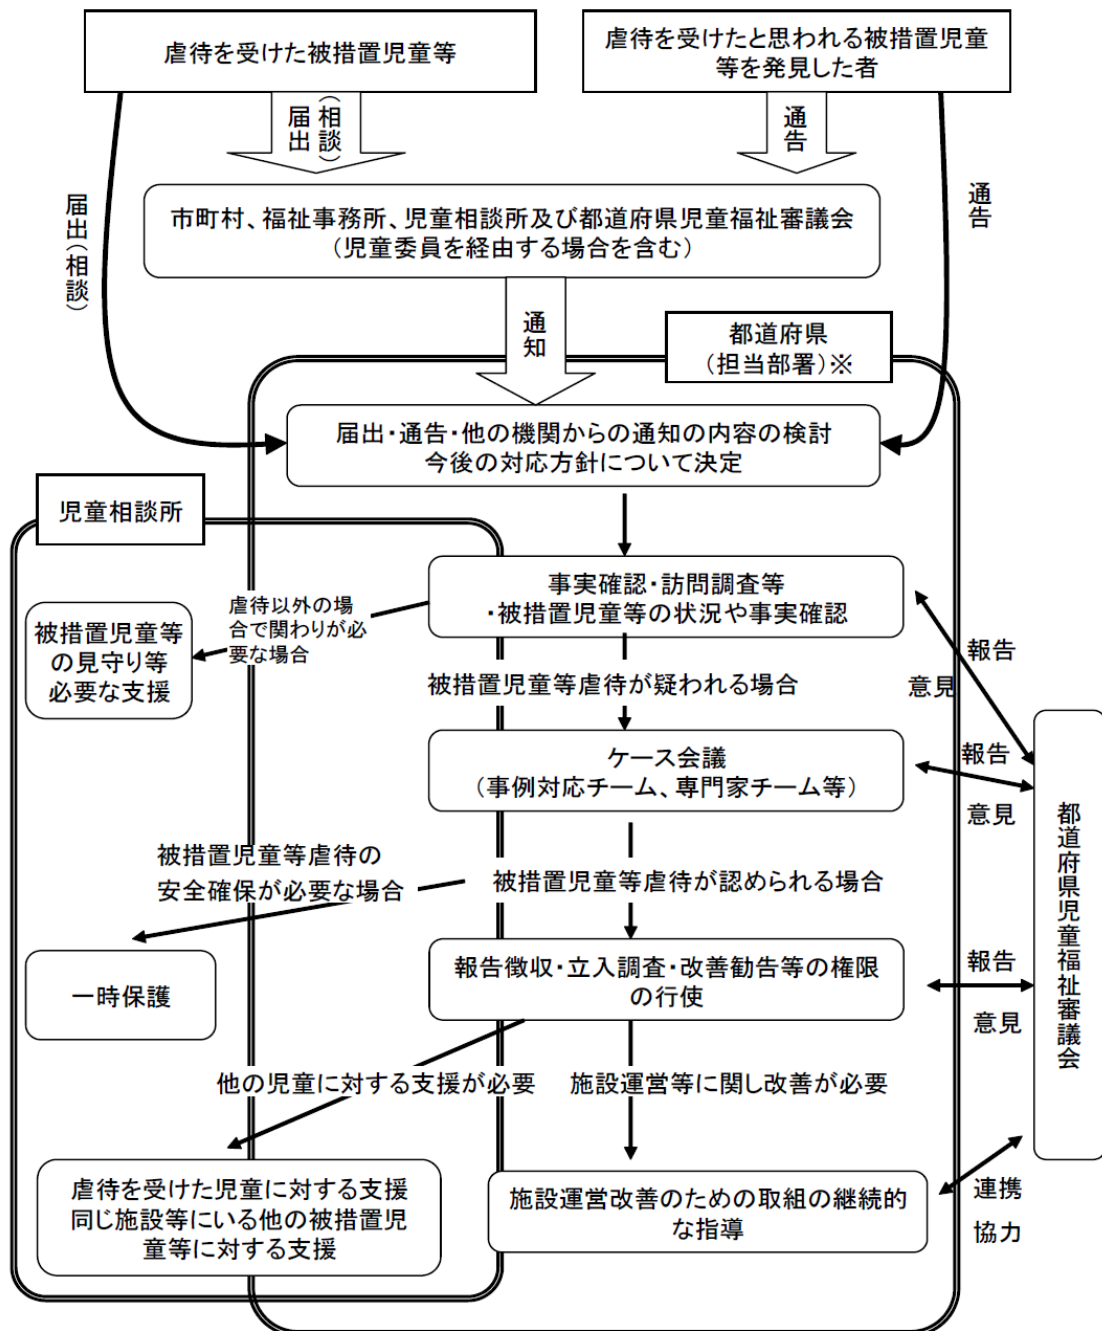 虐待を受けた被措置児童等
虐待を受けたと思われる被措置児童
等を発見した者
届出
(相談)
通告
届出(相談)
通告
市町村、福祉事務所、児童相談所及び都道府県児童福祉審議会
(児童委員を経由する場合を含む)
通知
都道府県
(担当部署)※
届出・通告・他の機関からの通知の内容の検討
今後の対応方針について決定
児童相談所
事実確認・訪問調査等
・被措置児童等の状況や事実確認
虐待以外の場
合で関わりが必
要な場合
被措置児童等
の見守り等
必要な支援
報告
意見
被措置児童等虐待が疑われる場合
ケース会議
(事例対応チーム、専門家チーム等)
報告
意見
都道府県児童福祉審議会
被措置児童等虐待の
安全確保が必要な場合
被措置児童等虐待が認められる場合
一時保護
報告徴収・立入調査・改善勧告等の権限
の行使
報告
意見
他の児童に対する支援が必要
施設運営等に関し改善が必要
虐待を受けた児童に対する支援
同じ施設等にいる他の被措置児
童等に対する支援
施設運営改善のための取組の継続的
な指導
連携
協力